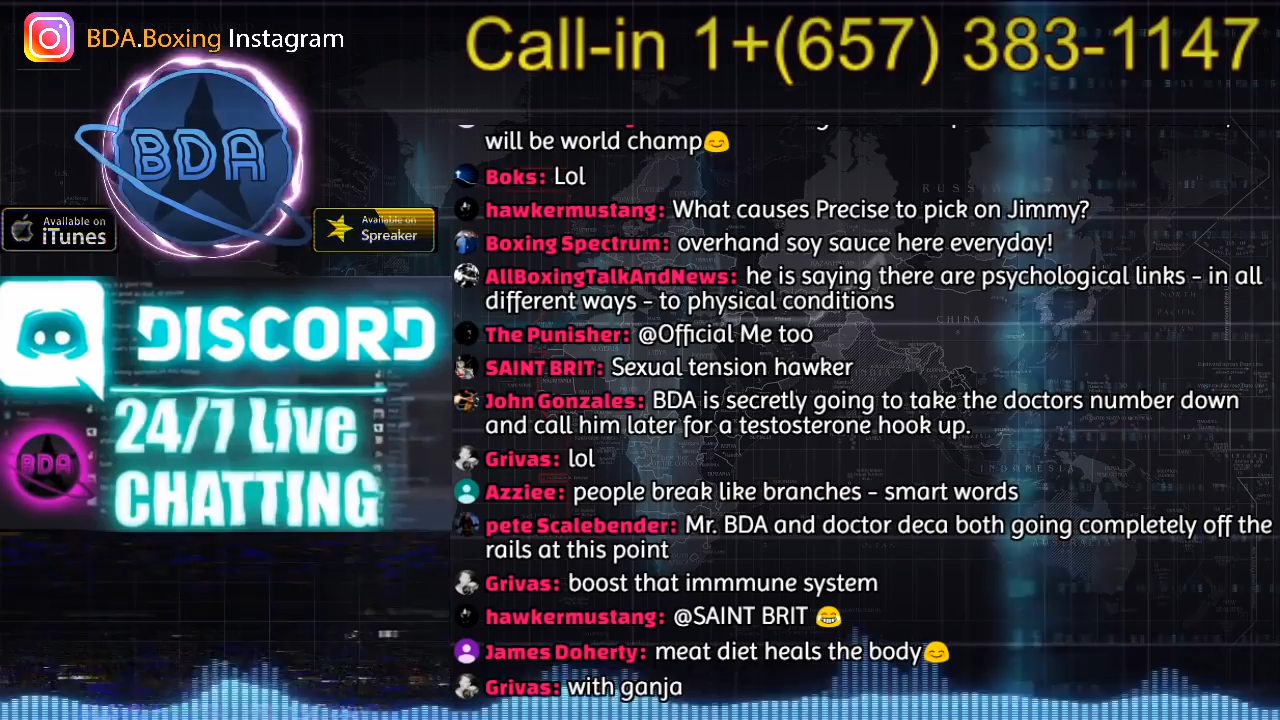 BDA.Boxing Instagram
Call-in 1+(657) 383-1147
BDA
Available on
iTunes
Available on
Spreaker
DISCORD
24/7 Live
CHATTING
BDA
will be world champ😊
Boks: Lol
hawkermustang: What causes Precise to pick on Jimmy?
Boxing Spectrum: overhand soy sauce here everyday!
AllBoxingTalkAndNews: he is saying there are psychological links - in all
different ways - to physical conditions
The Punisher: @Official Me too
SAINT BRIT: Sexual tension hawker
John Gonzales: BDA is secretly going to take the doctors number down
and call him later for a testosterone hook up.
Grivas: lol
Azziee: people break like branches - smart words
pete Scalebender: Mr. BDA and doctor deca both going completely off the
rails at this point
Grivas: boost that immmune system
hawkermustang: @SAINT BRIT 😂
James Doherty: meat diet heals the body😊
Grivas: with ganja
RUSSIA
CHINA
INDONESIA